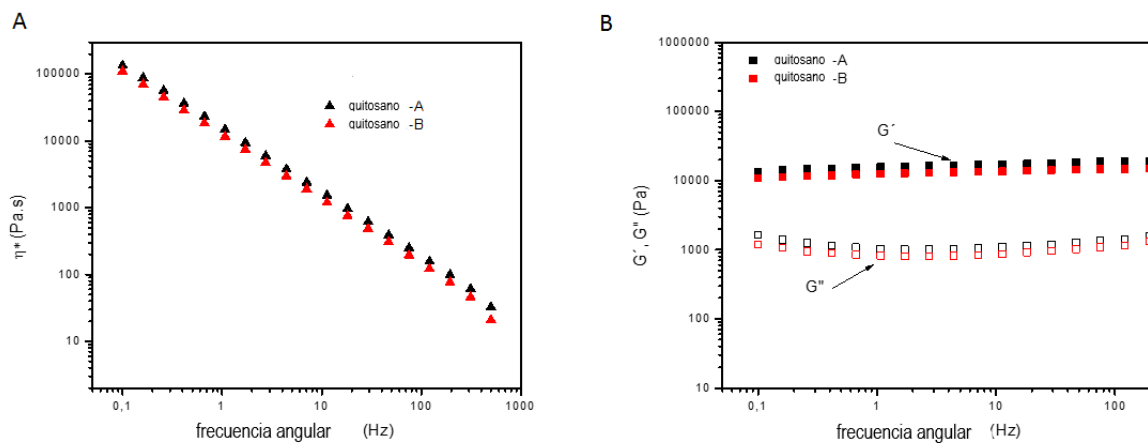 A
100000
10000
1000
100
10
η* (Pa.s)
quitosano -A
quitosano -B
0,1 1 10 100 1000
frecuencia angular (Hz)
B
1000000
100000
10000
1000
100
10
G´, G" (Pa)
quitosano -A
quitosano -B
G´
G"
0,1 1 10 100
frecuencia angular (Hz)